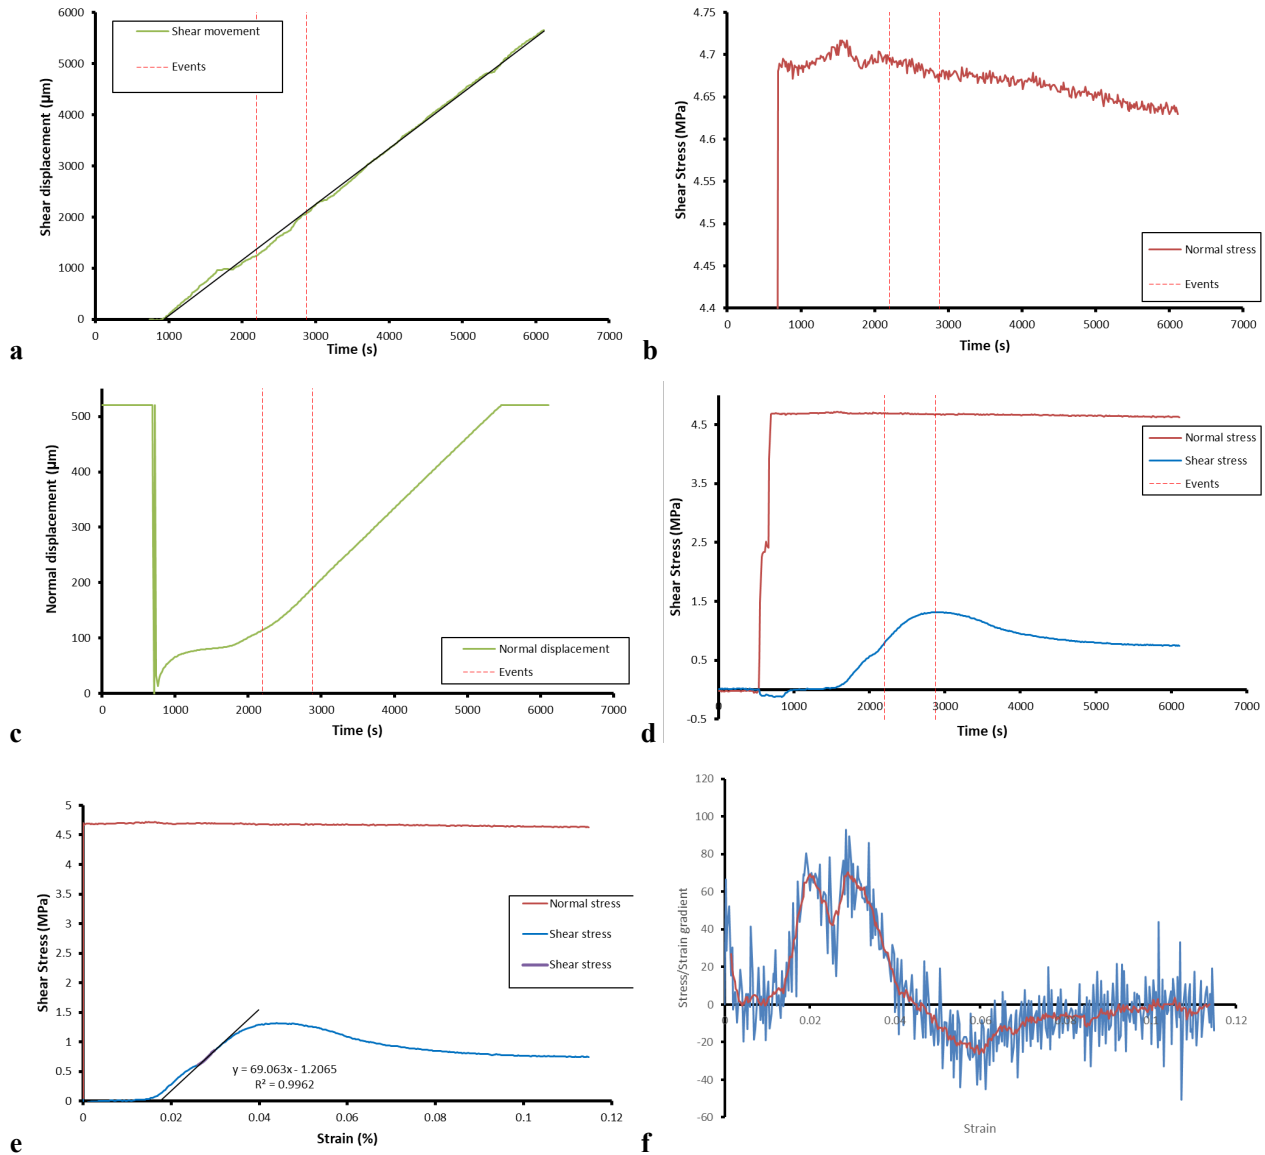 6000
5000
4000
3000
2000
1000
0
Shear displacement (µm)
Shear movement
Events
0 1000 2000 3000 4000 5000 6000 7000
Time (s)
a
4.75
4.7
4.65
4.6
4.55
4.5
4.45
4.4
Shear Stress (MPa)
Normal stress
Events
0 1000 2000 3000 4000 5000 6000 7000
Time (s)
b
500
400
300
200
100
0
Normal displacement (µm)
Normal displacement
Events
0 1000 2000 3000 4000 5000 6000 7000
Time (s)
c
4.5
3.5
2.5
1.5
0.5
-0.5
Shear Stress (MPa)
Normal stress
Shear stress
Events
0 1000 2000 3000 4000 5000 6000 7000
Time (s)
d
5
4.5
4
3.5
3
2.5
2
1.5
1
0.5
0
Shear Stress (MPa)
Normal stress
Shear stress
Shear stress
y = 69.063x - 1.2065
R² = 0.9962
0 0.02 0.04 0.06 0.08 0.1 0.12
Strain (%)
e
120
100
80
60
40
20
0
-20
-40
-60
Stress/Strain gradient
0 0.02 0.04 0.06 0.08 0.1 0.12
Strain
f